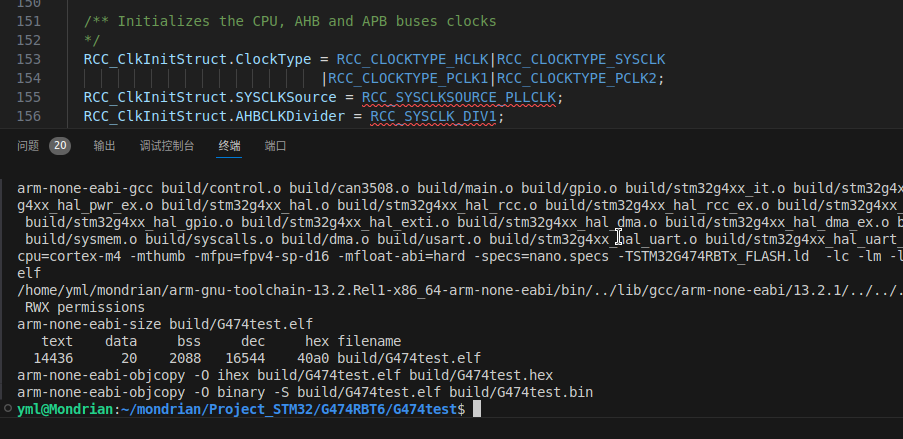 150
151 /** Initializes the CPU, AHB and APB buses clocks
152 */
153 RCC_ClkInitStruct.ClockType = RCC_CLOCKTYPE_HCLK|RCC_CLOCKTYPE_SYSCLK
154 |RCC_CLOCKTYPE_PCLK1|RCC_CLOCKTYPE_PCLK2;
155 RCC_ClkInitStruct.SYSCLKSource = RCC_SYSCLKSOURCE_PLLCLK;
156 RCC_ClkInitStruct.AHBCLKDivider = RCC_SYSCLK_DIV1;
问题 20 输出 调试控制台 终端 端口
arm-none-eabi-gcc build/control.o build/can3508.o build/main.o build/gpio.o build/stm32g4xx_it.o build/stm32g4x
g4xx_hal_pwr_ex.o build/stm32g4xx_hal.o build/stm32g4xx_hal_rcc.o build/stm32g4xx_hal_rcc_ex.o build/stm32g4xx_
build/stm32g4xx_hal_gpio.o build/stm32g4xx_hal_exti.o build/stm32g4xx_hal_dma.o build/stm32g4xx_hal_dma_ex.o b
build/sysmem.o build/syscalls.o build/dma.o build/usart.o build/stm32g4xx_hal_uart.o build/stm32g4xx_hal_uart_
cpu=cortex-m4 -mthumb -mfpu=fpv4-sp-d16 -mfloat-abi=hard -specs=nano.specs -TSTM32G474RBTx_FLASH.ld -lc -lm -l
elf
/home/yml/mondrian/arm-gnu-toolchain-13.2.Rel1-x86_64-arm-none-eabi/bin/../lib/gcc/arm-none-eabi/13.2.1/../../.
RWX permissions
arm-none-eabi-size build/G474test.elf
text data bss dec hex filename
14436 20 2088 16544 40a0 build/G474test.elf
arm-none-eabi-objcopy -O ihex build/G474test.elf build/G474test.hex
arm-none-eabi-objcopy -O binary -S build/G474test.elf build/G474test.bin
yml@Mondrian:~/mondrian/Project_STM32/G474RBT6/G474test$